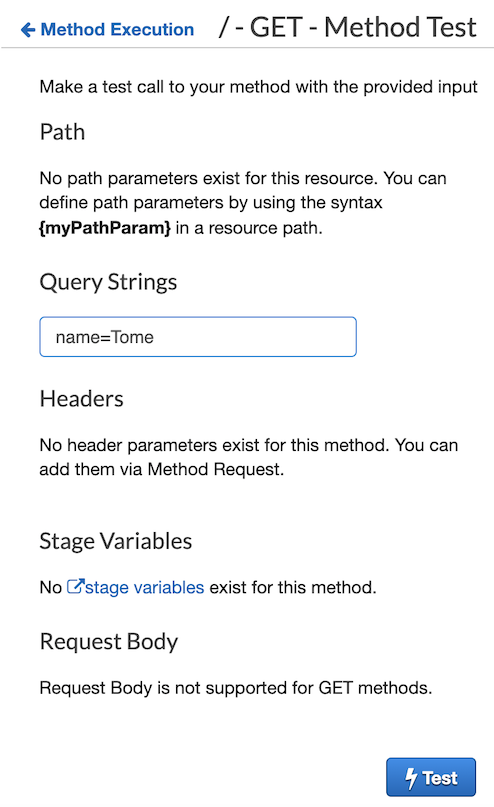 Method Execution / - GET - Method Test
Make a test call to your method with the provided input
Path
No path parameters exist for this resource. You can
define path parameters by using the syntax
{myPathParam} in a resource path.
Query Strings
name=Tome
Headers
No header parameters exist for this method. You can
add them via Method Request.
Stage Variables
No stage variables exist for this method.
Request Body
Request Body is not supported for GET methods.
Test